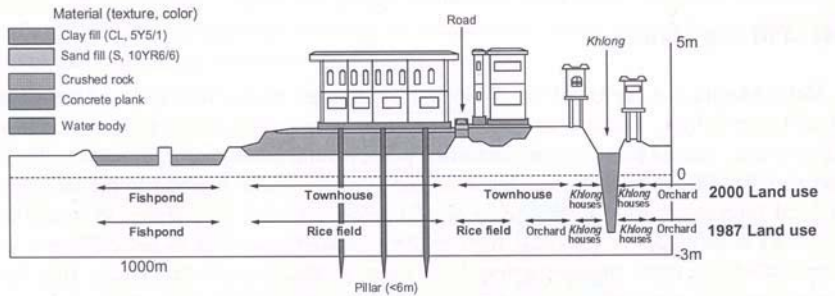 Material (texture, color)
Clay fill (CL, 5Y5/1)
Sand fill (S, 10YR6/6)
Crushed rock
Concrete plank
Water body
Road
Khlong
5m
0
-3m
Fishpond
Townhouse
Townhouse
Khlong houses
Khlong houses
Orchard
2000 Land use
Fishpond
Rice field
Rice field
Orchard
Khlong houses
Khlong houses
Orchard
1987 Land use
1000m
Pillar (<6m)